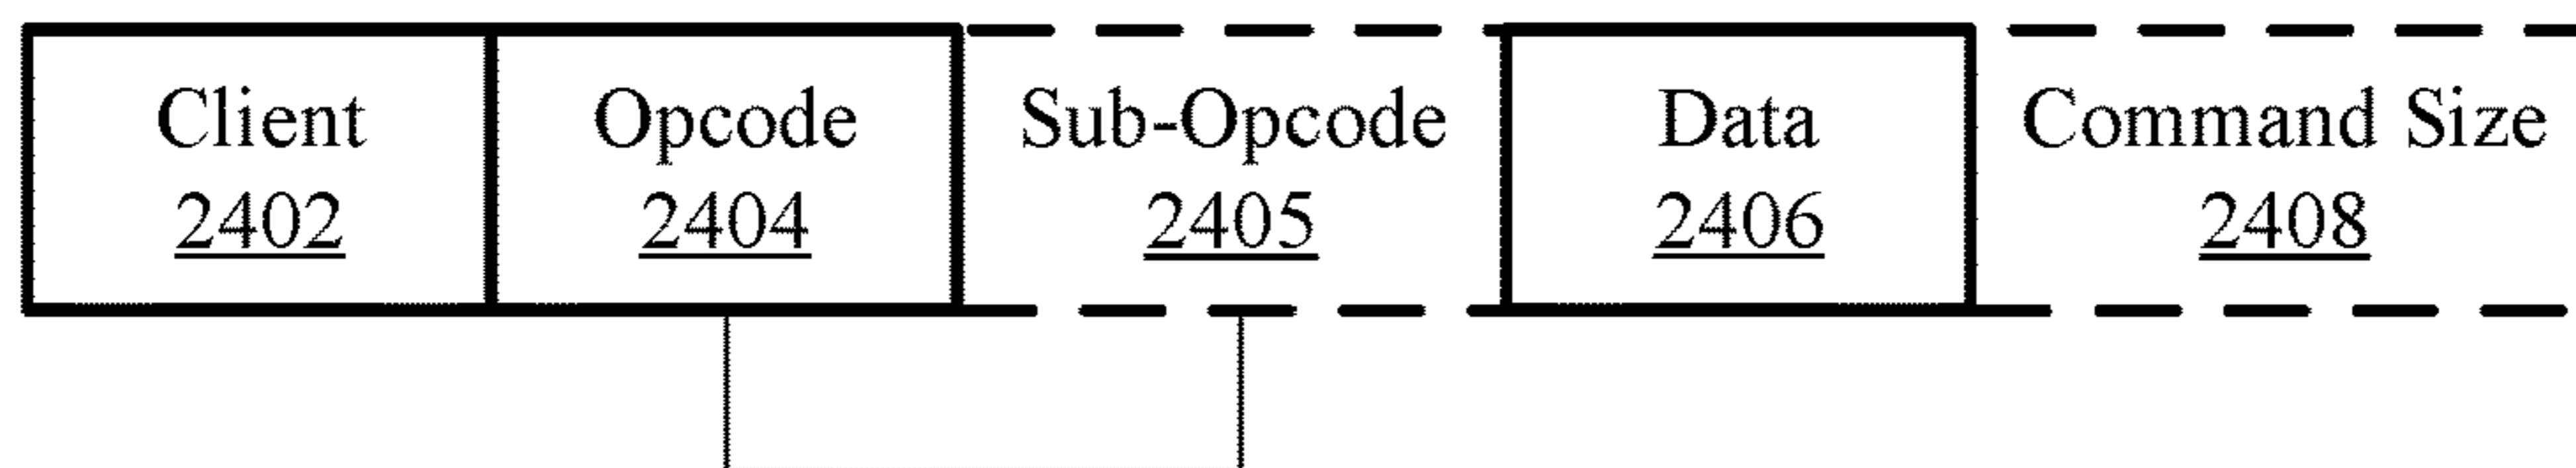 Client Opcode Sub-Opcode Data Command Size
2402 2404 2405 2406 2408